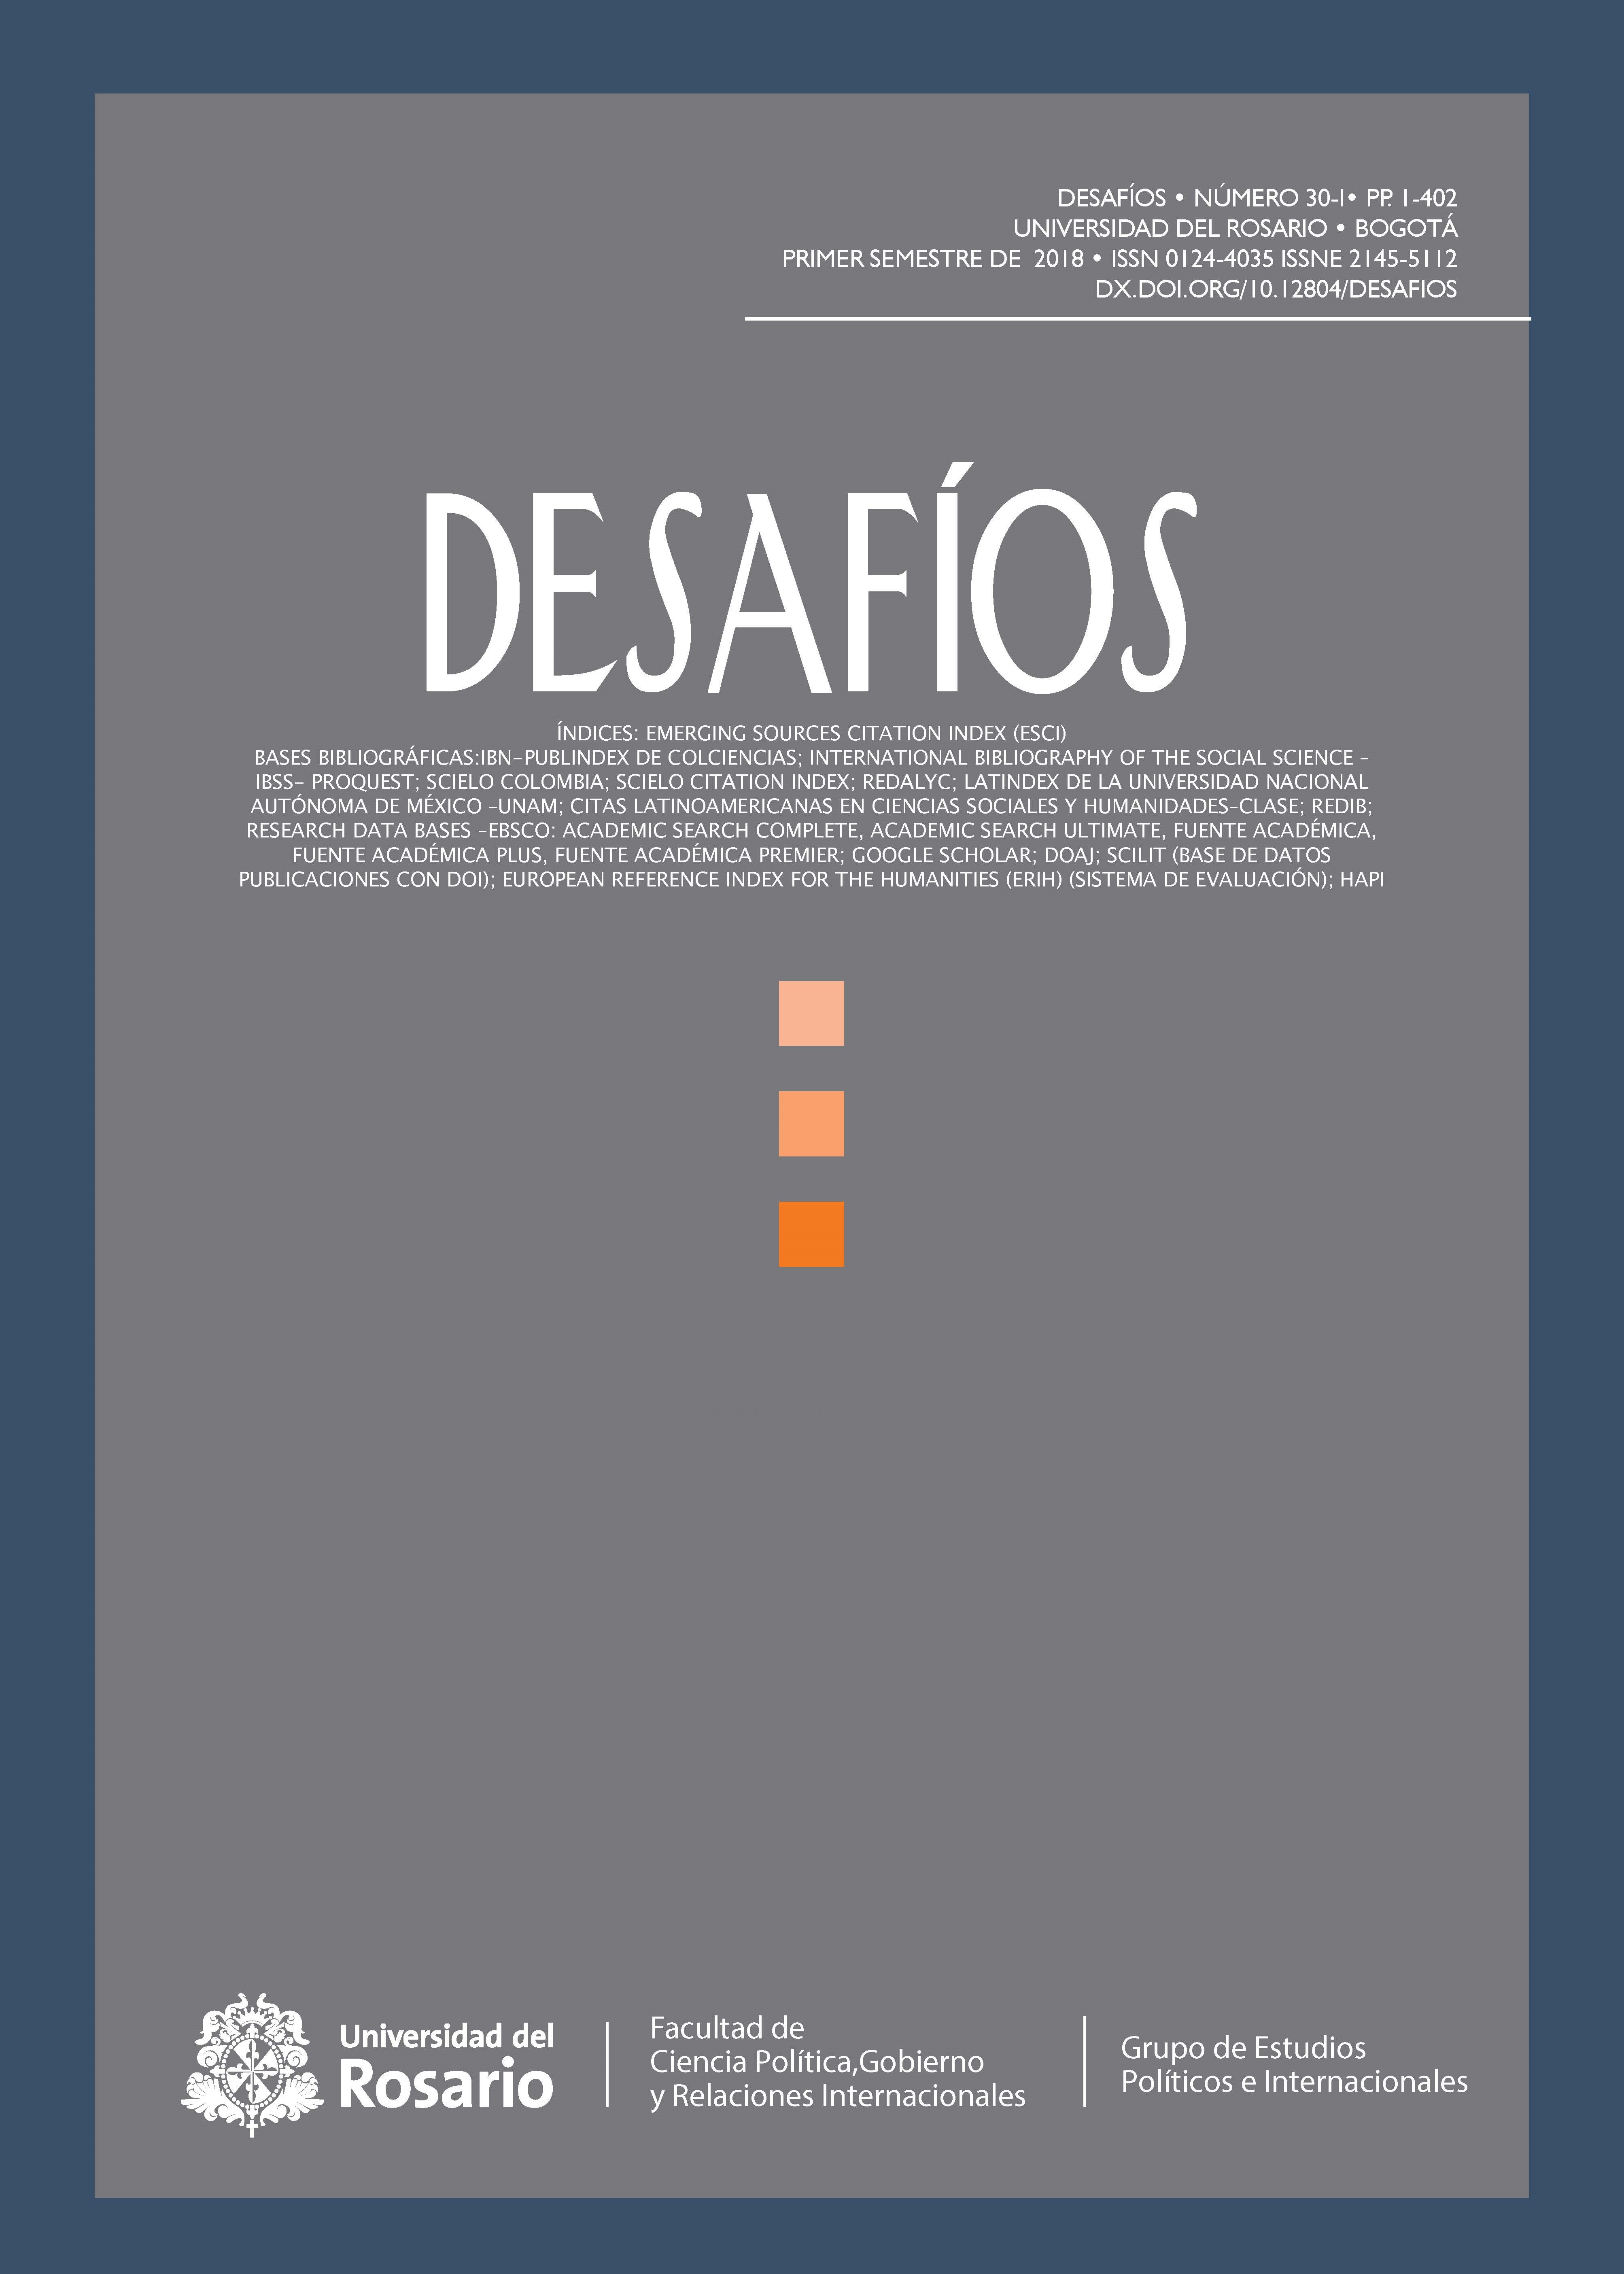 DESAFÍOS • NÚMERO 30-I• PP. 1-402
UNIVERSIDAD DEL ROSARIO • BOGOTÁ
PRIMER SEMESTRE DE  2018 • ISSN 0124-4035 ISSNE 2145-5112
DX.DOI.ORG/10.12804/DESAFIOS
DESAFÍOS
ÍNDICES: EMERGING SOURCES CITATION INDEX (ESCI)
BASES BIBLIOGRÁFICAS:IBN-PUBLINDEX DE COLCIENCIAS; INTERNATIONAL BIBLIOGRAPHY OF THE SOCIAL SCIENCE -
IBSS- PROQUEST; SCIELO COLOMBIA; SCIELO CITATION INDEX; REDALYC; LATINDEX DE LA UNIVERSIDAD NACIONAL
AUTÓNOMA DE MÉXICO -UNAM; CITAS LATINOAMERICANAS EN CIENCIAS SOCIALES Y HUMANIDADES-CLASE; REDIB;
RESEARCH DATA BASES -EBSCO: ACADEMIC SEARCH COMPLETE, ACADEMIC SEARCH ULTIMATE, FUENTE ACADÉMICA,
FUENTE ACADÉMICA PLUS, FUENTE ACADÉMICA PREMIER; GOOGLE SCHOLAR; DOAJ; SCILIT (BASE DE DATOS
PUBLICACIONES CON DOI); EUROPEAN REFERENCE INDEX FOR THE HUMANITIES (ERIH) (SISTEMA DE EVALUACIÓN); HAPI
Universidad del
Rosario
Facultad de
Ciencia Política,Gobierno
y Relaciones Internacionales
Grupo de Estudios
Políticos e Internacionales